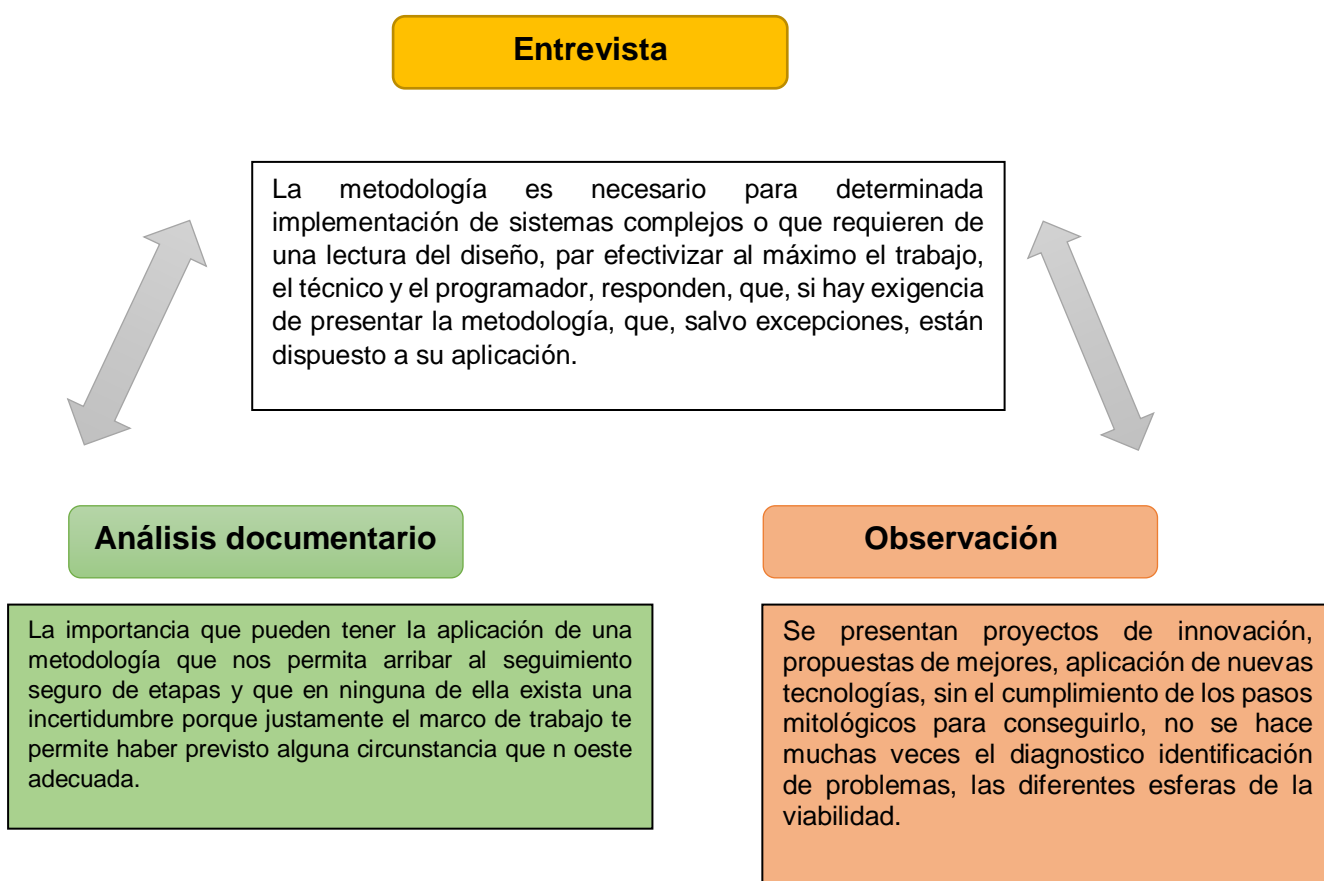 Entrevista
La metodología es necesario para determinada
implementación de sistemas complejos o que requieren de
una lectura del diseño, par efectivizar al máximo el trabajo,
el técnico y el programador, responden, que, si hay exigencia
de presentar la metodología, que, salvo excepciones, están
dispuesto a su aplicación.
Análisis documentario
La importancia que pueden tener la aplicación de una
metodología que nos permita arribar al seguimiento
seguro de etapas y que en ninguna de ella exista una
incertidumbre porque justamente el marco de trabajo te
permite haber previsto alguna circunstancia que n oeste
adecuada.
Observación
Se presentan proyectos de innovación,
propuestas de mejores, aplicación de nuevas
tecnologías, sin el cumplimiento de los pasos
mitológicos para conseguirlo, no se hace
muchas veces el diagnostico identificación
de problemas, las diferentes esferas de la
viabilidad.